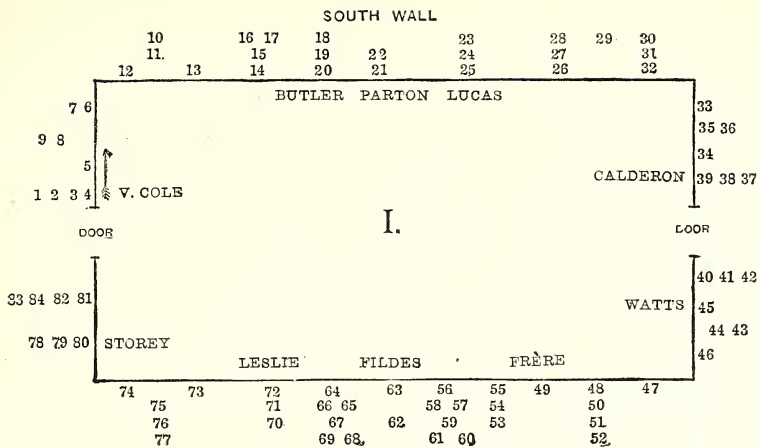 SOUTH WALL
10 16 17 18 23 28 29 30
11. 15 19 22 24 27 31
12 13 14 20 21 25 26 32
BUTLER PARTON LUCAS
7 6 33
35 36
9 8
34
5
CALDERON 39 38 37
1 2 3 4 V. COLE
I.
DOOR DOOR
40 41 42
83 84 82 81
WATTS 45
44 43
78 79 80 STOREY
46
LESLIE FILDES FRÈRE
74 73 72 64 63 56 55 49 48 47
75 71 66 65 58 57 54 50
76 70 67 62 59 53 51
77 69 68 61 60 52